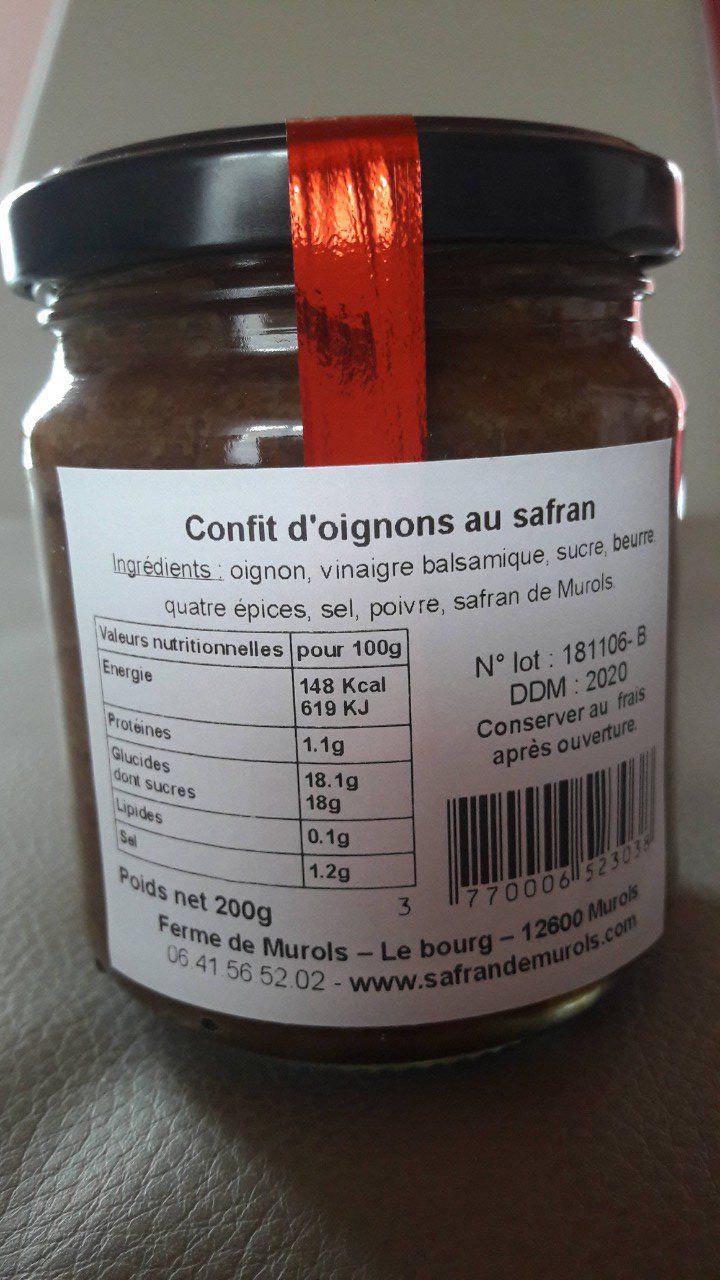 Confit d'oignons au safran
Ingrédients : oignon, vinaigre balsamique, sucre, beurre,
quatre épices, sel, poivre, safran de Murols.
Valeurs nutritionnelles pour 100g
Energie 148 Kcal
619 KJ
Protéines 1.1g
Glucides 18.1g
dont sucres 18g
Lipides 0.1g
Sel 1.2g
N° lot : 181106- B
DDM : 2020
Conserver au frais
après ouverture.
3 770006 523038
Poids net 200g
Ferme de Murols – Le bourg – 12600 Murols
06.41.56.52.02 - www.safrandemurols.com